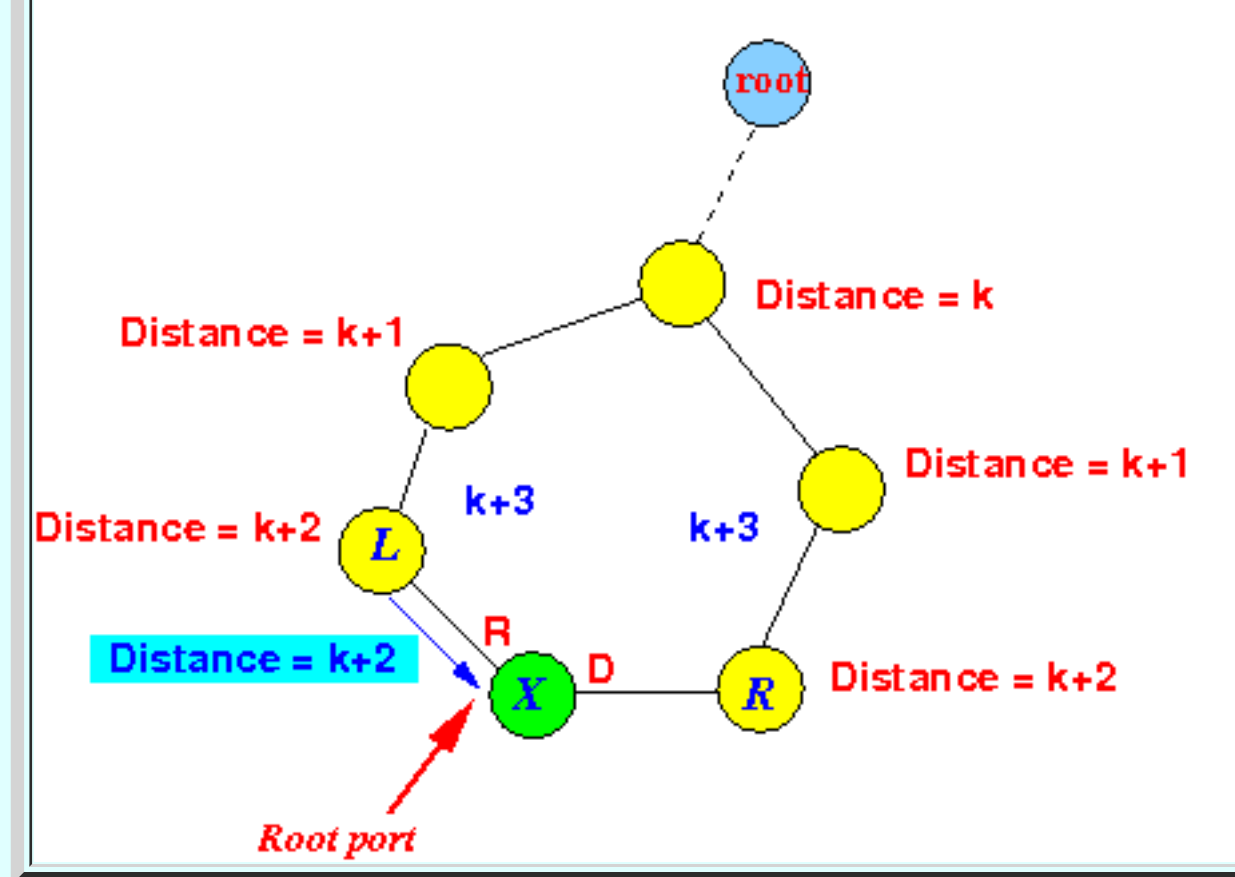 root
Distance = k
Distance = k+1
Distance = k+1
k+3
k+3
Distance = k+2
L
R
Distance = k+2
D
X
R
Distance = k+2
Root port